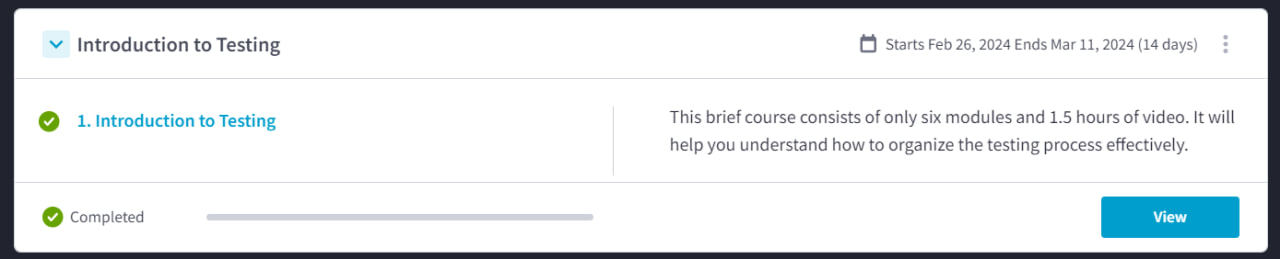 Introduction to Testing
Starts Feb 26, 2024 Ends Mar 11, 2024 (14 days)
1. Introduction to Testing
This brief course consists of only six modules and 1.5 hours of video. It will
help you understand how to organize the testing process effectively.
Completed
View